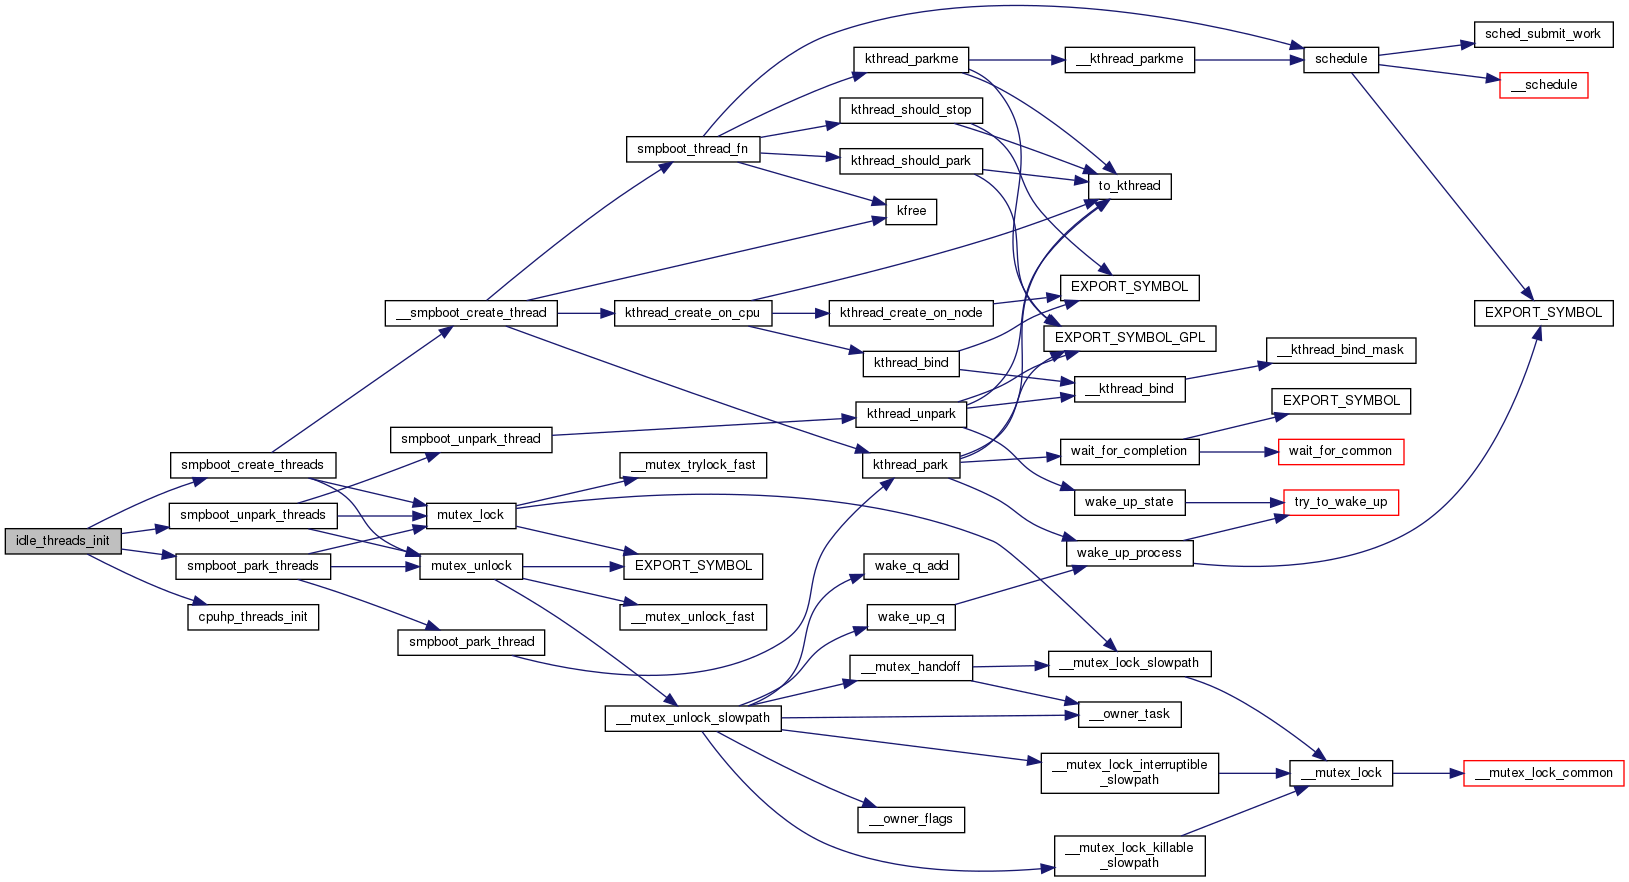 idle_threads_init
smpboot_create_threads
smpboot_unpark_threads
smpboot_park_threads
cpuhp_threads_init
__smpboot_create_thread
smpboot_unpark_thread
mutex_lock
mutex_unlock
smpboot_park_thread
smpboot_thread_fn
kthread_create_on_cpu
__mutex_trylock_fast
EXPORT_SYMBOL
__mutex_unlock_fast
__mutex_unlock_slowpath
kthread_parkme
kthread_should_stop
kthread_should_park
kfree
kthread_create_on_node
kthread_bind
kthread_unpark
kthread_park
wake_q_add
wake_up_q
__mutex_handoff
__owner_flags
__kthread_parkme
to_kthread
EXPORT_SYMBOL
EXPORT_SYMBOL_GPL
__kthread_bind
wait_for_completion
wake_up_state
wake_up_process
__mutex_lock_slowpath
__owner_task
__mutex_lock_interruptible
_slowpath
__mutex_lock_killable
_slowpath
schedule
__kthread_bind_mask
EXPORT_SYMBOL
wait_for_common
try_to_wake_up
__mutex_lock
sched_submit_work
__schedule
EXPORT_SYMBOL
__mutex_lock_common